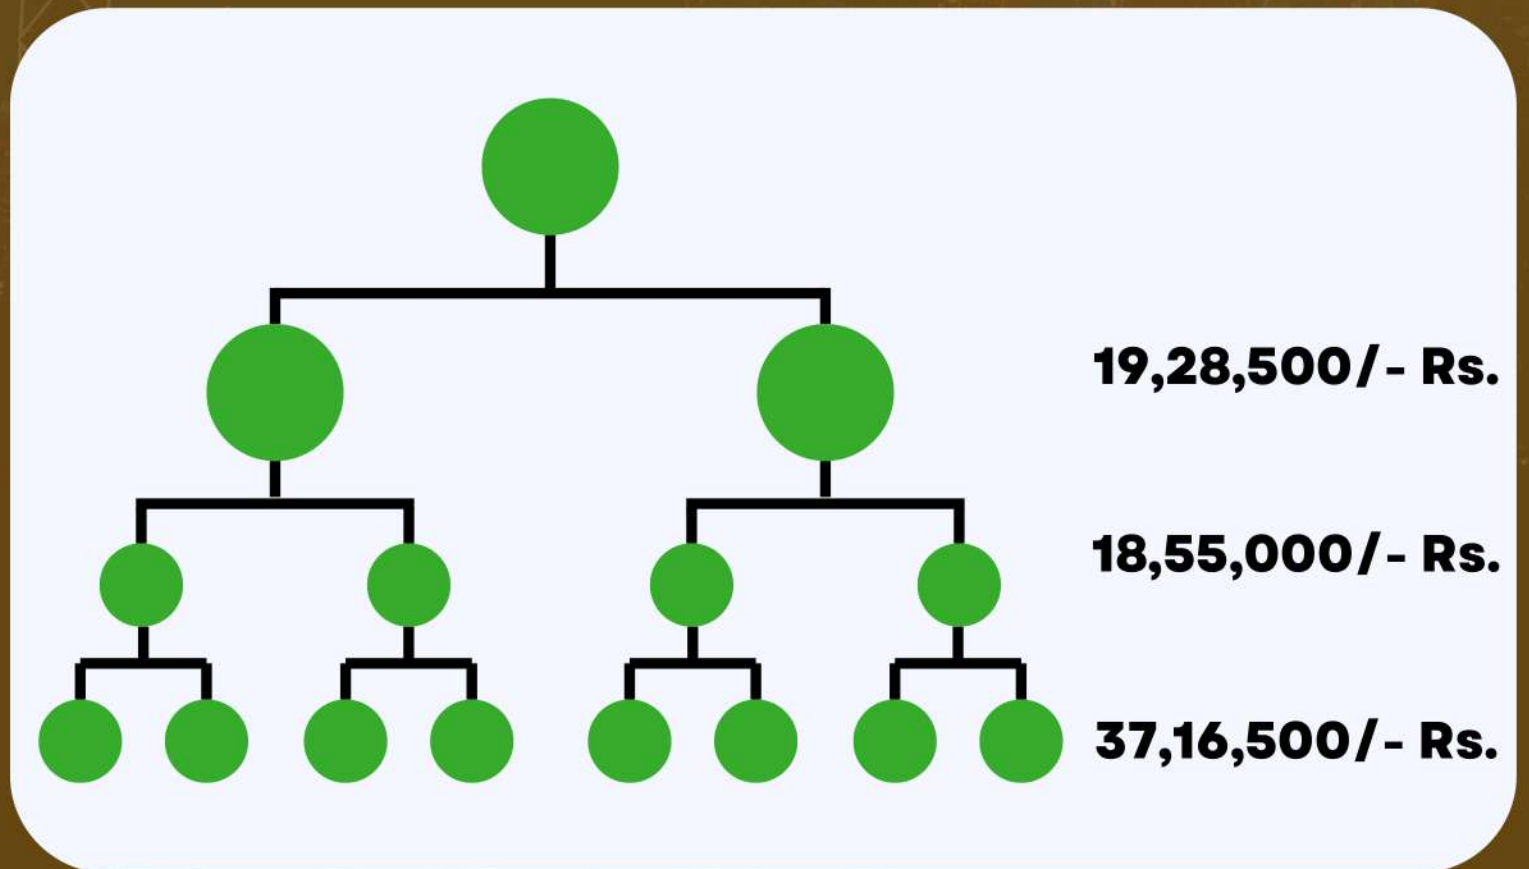 19,28,500/- Rs.
18,55,000/- Rs.
37,16,500/- Rs.